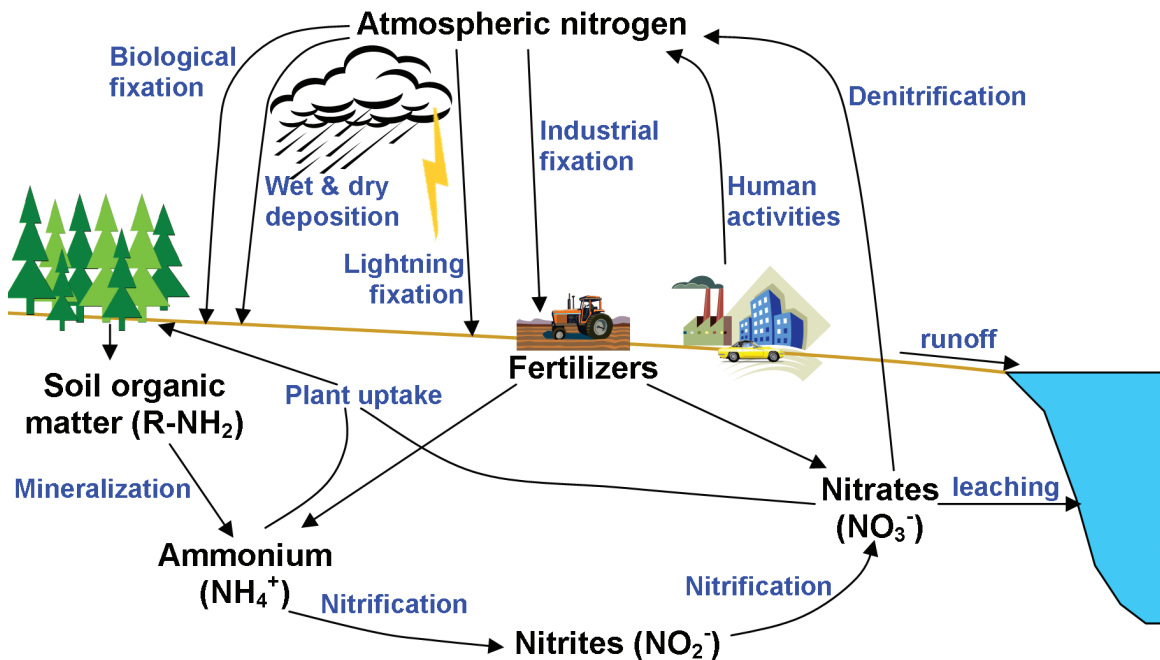 Atmospheric nitrogen
Biological
fixation
Denitrification
Industrial
fixation
Wet & dry
deposition
Human
activities
Lightning
fixation
runoff
Fertilizers
Soil organic
matter (R-NH₂)
Plant uptake
Mineralization
Nitrates
(NO₃⁻)
leaching
Ammonium
(NH₄⁺)
Nitrification
Nitrification
Nitrites (NO₂⁻)